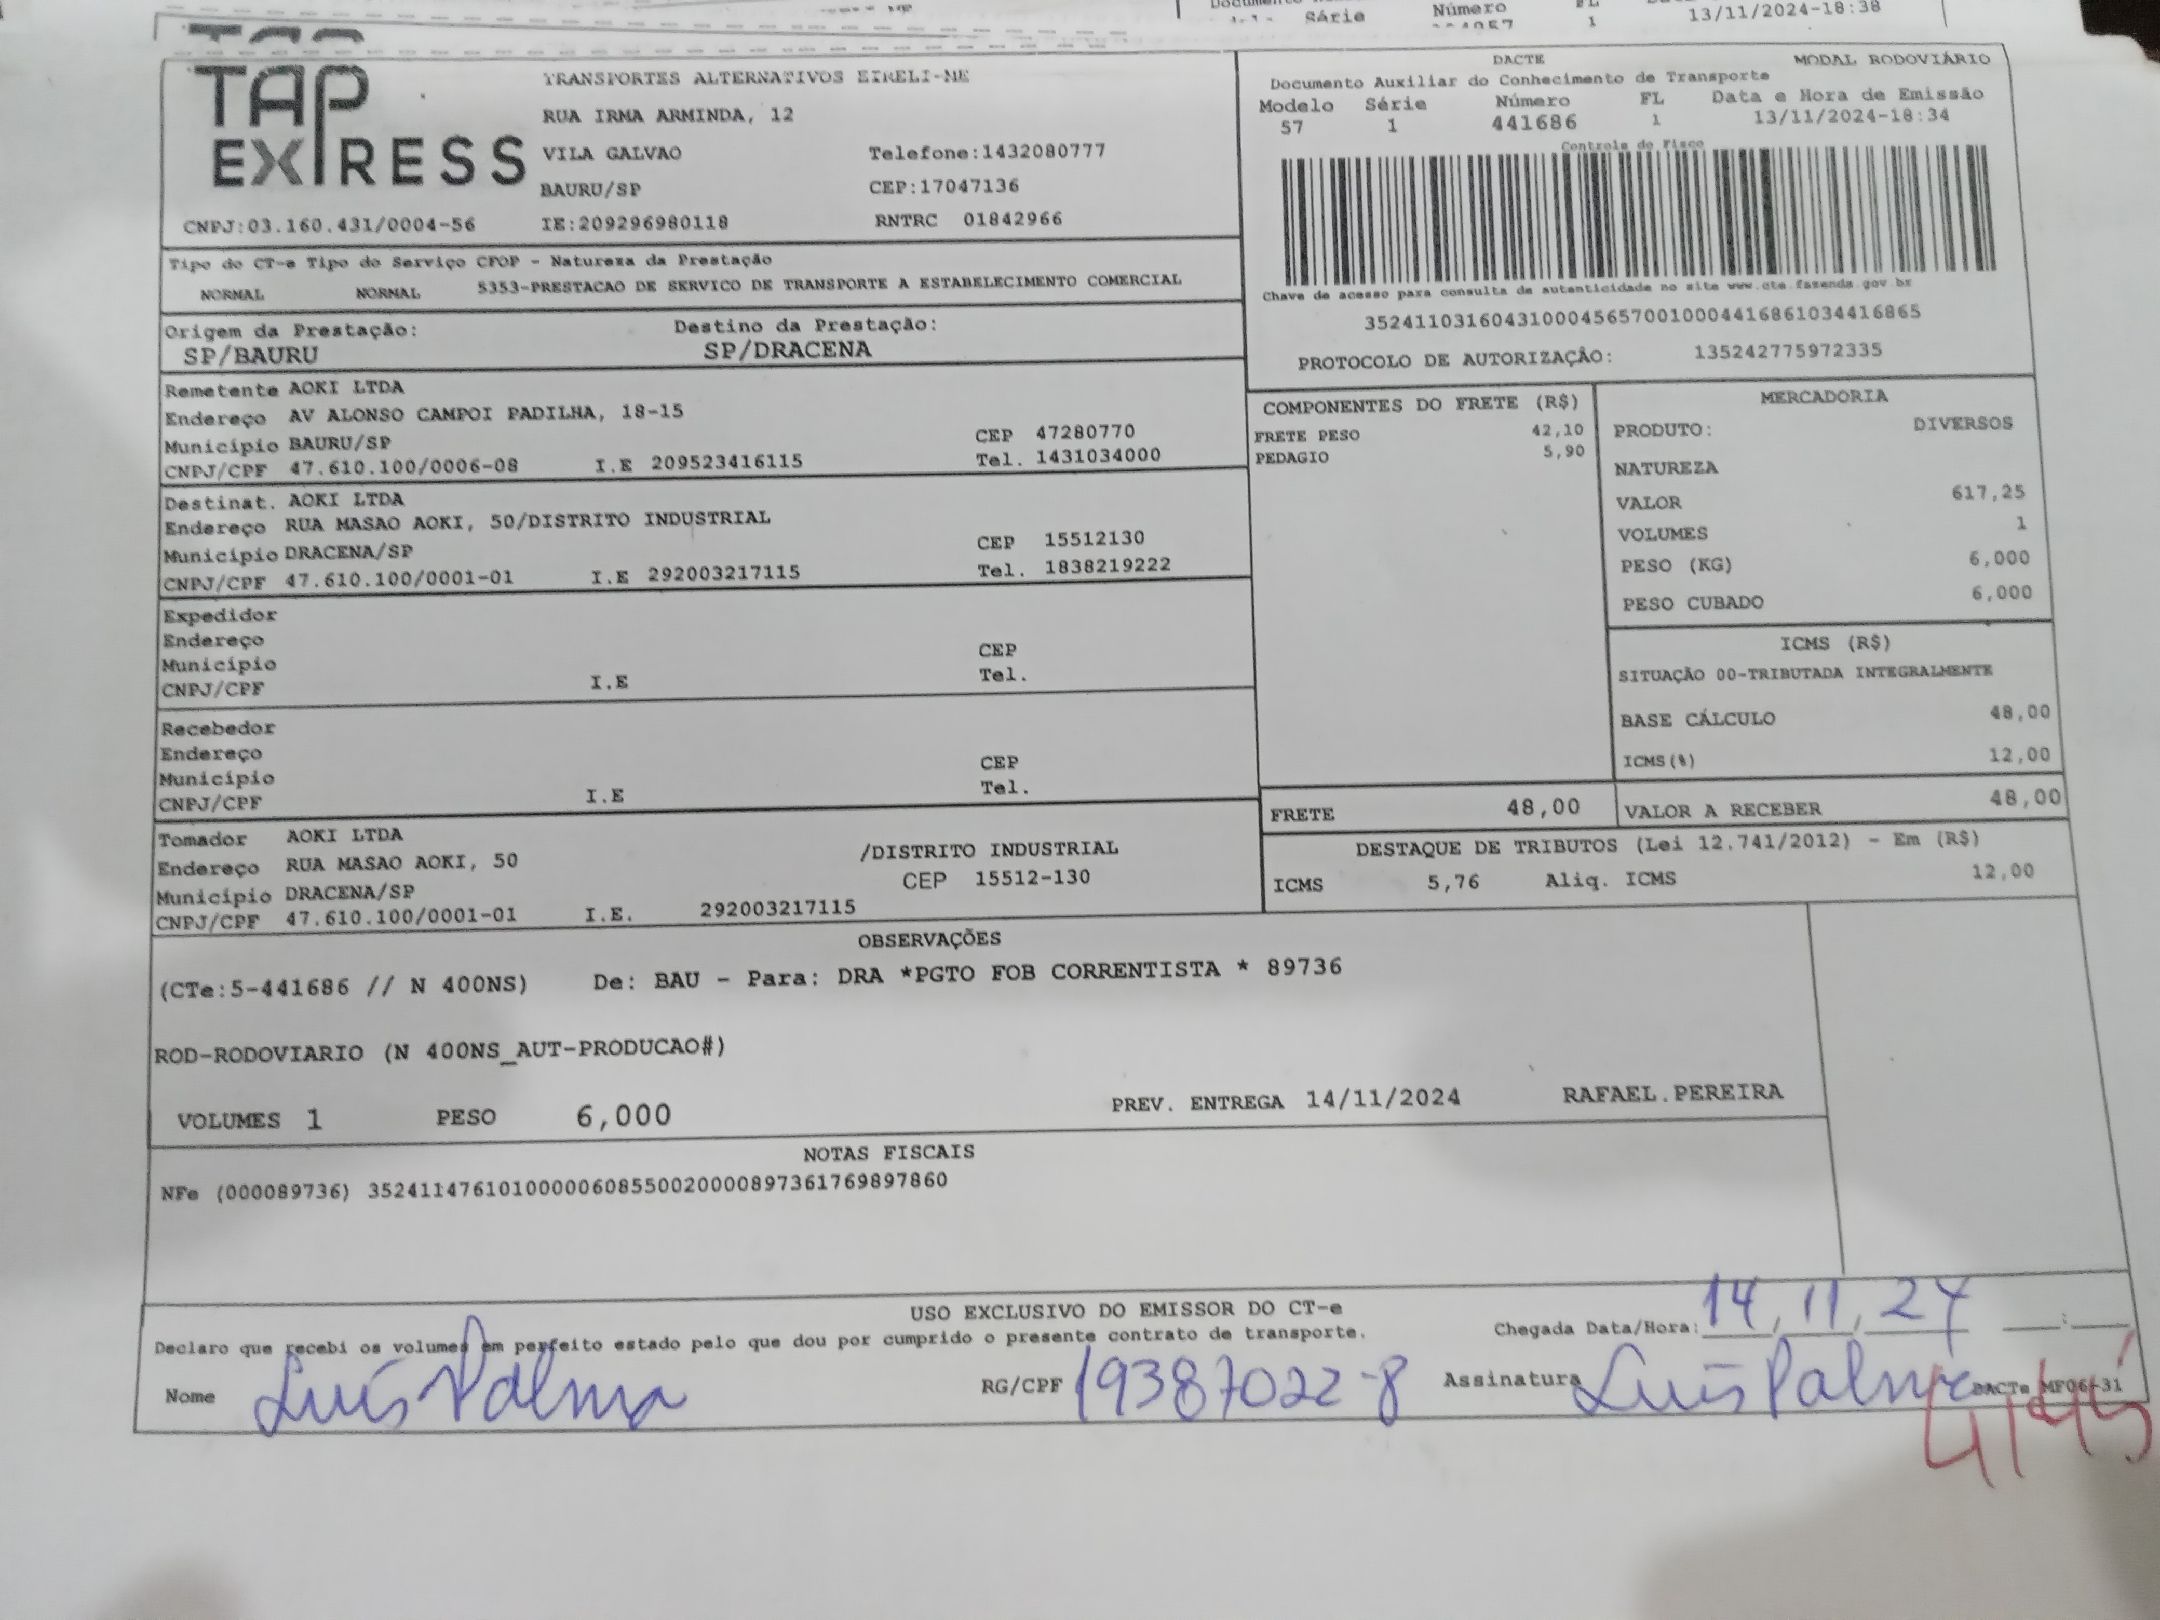 Série
Número
FL
1
13/11/2024-18:38
TAP
EXPRESS
TRANSPORTES ALTERNATIVOS EIRELI-ME
RUA IRMA ARMINDA, 12
VILA GALVAO Telefone:1432080777
BAURU/SP CEP:17047136
CNPJ:03.160.431/0004-56 IE:209296980118 RNTRC 01842966
DACTE MODAL RODOVIÁRIO
Documento Auxiliar do Conhecimento de Transporte
Modelo Série Número FL Data e Hora de Emissão
57 1 441686 1 13/11/2024-18:34
Controle do Fisco
Chave de acesso para consulta de autenticidade no site www.cte.fazenda.gov.br
35241103160431000456570010004416861034416865
PROTOCOLO DE AUTORIZAÇÂO: 135242775972335
Tipo do CT-e Tipo do Serviço CFOP - Natureza da Prestação
NORMAL NORMAL 5353-PRESTACAO DE SERVICO DE TRANSPORTE A ESTABELECIMENTO COMERCIAL
Origem da Prestação: Destino da Prestação:
SP/BAURU SP/DRACENA
Remetente AOKI LTDA
Endereço AV ALONSO CAMPOI PADILHA, 18-15
Município BAURU/SP CEP 47280770
CNPJ/CPF 47.610.100/0006-08 I.E 209523416115 Tel. 1431034000
Destinat. AOKI LTDA
Endereço RUA MASAO AOKI, 50/DISTRITO INDUSTRIAL
Município DRACENA/SP CEP 15512130
CNPJ/CPF 47.610.100/0001-01 I.E 292003217115 Tel. 1838219222
Expedidor
Endereço
Município CEP
CNPJ/CPF I.E Tel.
Recebedor
Endereço
Município CEP
CNPJ/CPF I.E Tel.
Tomador AOKI LTDA
Endereço RUA MASAO AOKI, 50 /DISTRITO INDUSTRIAL
Município DRACENA/SP CEP 15512-130
CNPJ/CPF 47.610.100/0001-01 I.E. 292003217115
COMPONENTES DO FRETE (R$)
FRETE PESO 42,10
PEDAGIO 5,90
MERCADORIA
PRODUTO: DIVERSOS
NATUREZA
VALOR 617,25
VOLUMES 1
PESO (KG) 6,000
PESO CUBADO 6,000
ICMS (R$)
SITUAÇÃO 00-TRIBUTADA INTEGRALMENTE
BASE CÁLCULO 48,00
ICMS(%) 12,00
FRETE 48,00 VALOR A RECEBER 48,00
DESTAQUE DE TRIBUTOS (Lei 12.741/2012) - Em (R$)
ICMS 5,76 Aliq. ICMS 12,00
OBSERVAÇÕES
(CTe:5-441686 // N 400NS) De: BAU - Para: DRA *PGTO FOB CORRENTISTA * 89736
ROD-RODOVIARIO (N 400NS_AUT-PRODUCAO#)
VOLUMES 1 PESO 6,000 PREV. ENTREGA 14/11/2024 RAFAEL.PEREIRA
NOTAS FISCAIS
NFe (000089736) 35241147610100000608550020000897361769897860
USO EXCLUSIVO DO EMISSOR DO CT-e
Declaro que recebi os volumes em perfeito estado pelo que dou por cumprido o presente contrato de transporte.
Chegada Data/Hora: 14, 11, 24 :
Nome Luís Palma RG/CPF 19387022-8 Assinatura Luís Palma DACTe MF06-31